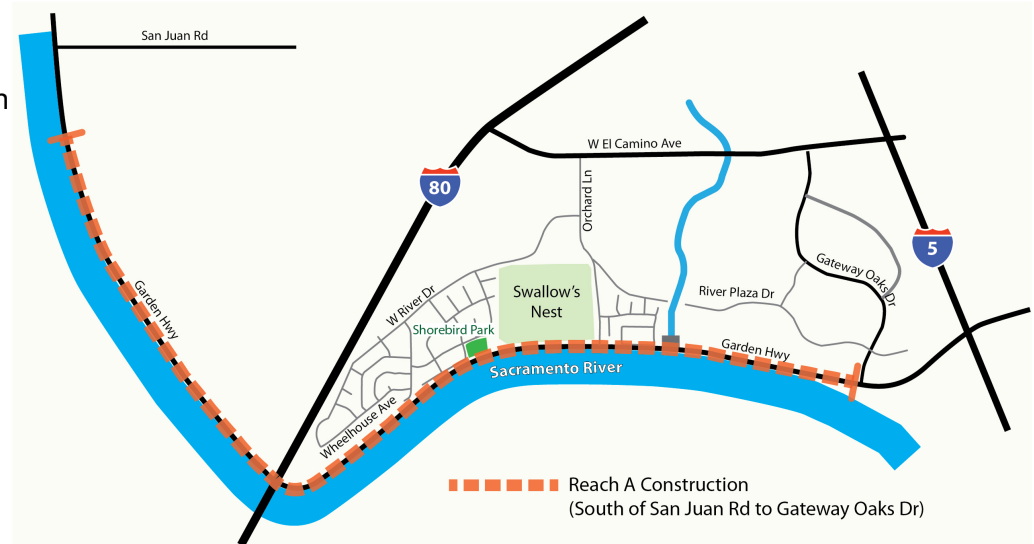 San Juan Rd
n
W El Camino Ave
80
Orchard Ln
5
Gateway Oaks Dr
Garden Hwy
W River Dr
Swallow's
Nest
River Plaza Dr
Shorebird Park
Garden Hwy
Sacramento River
Wheelhouse Ave
Reach A Construction
(South of San Juan Rd to Gateway Oaks Dr)